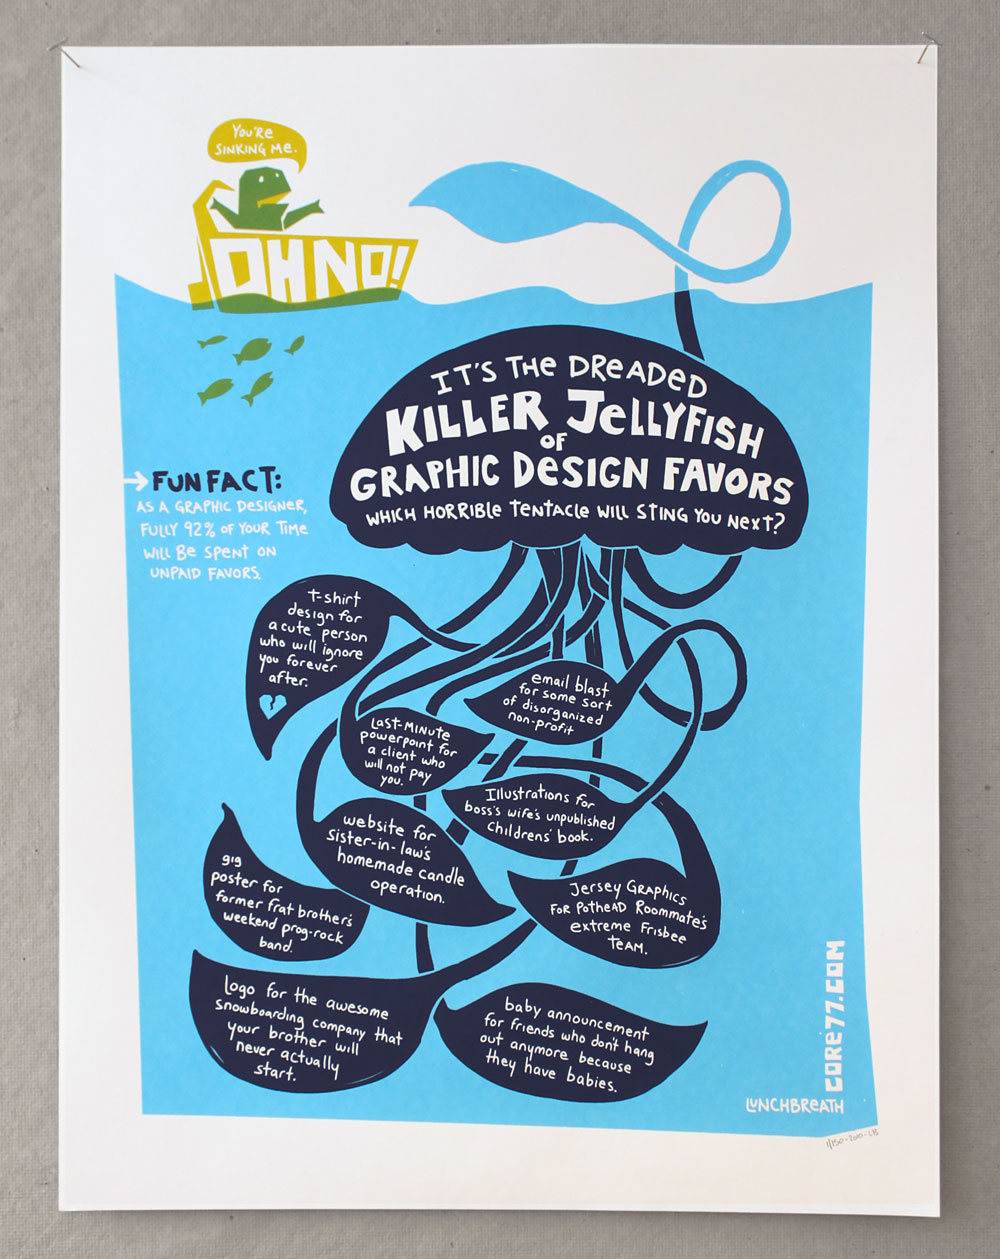 You're
sinking me.
OH NO!
It's the dreaded
Killer Jellyfish
of
Graphic Design Favors
Which horrible tentacle will sting you next?
Fun Fact:
As a graphic designer,
fully 92% of your time
will be spent on
unpaid favors.
t-shirt
design for
a cute person
who will ignore
you forever
after.
email blast
for some sort
of disorganized
non-profit
Last-minute
powerpoint for
a client who
will not pay
you.
Illustrations for
boss's wife's unpublished
childrens' book.
website for
sister-in-law's
homemade candle
operation.
gig
poster for
former frat brother's
weekend prog-rock
band.
Jersey Graphics
for Pothead Roommate's
extreme Frisbee
team.
Logo for the awesome
snowboarding company that
your brother will
never actually
start.
baby announcement
for friends who don't hang
out anymore because
they have babies.
CORE77.COM
LUNCHBREATH
1/150 - 2010 - LB